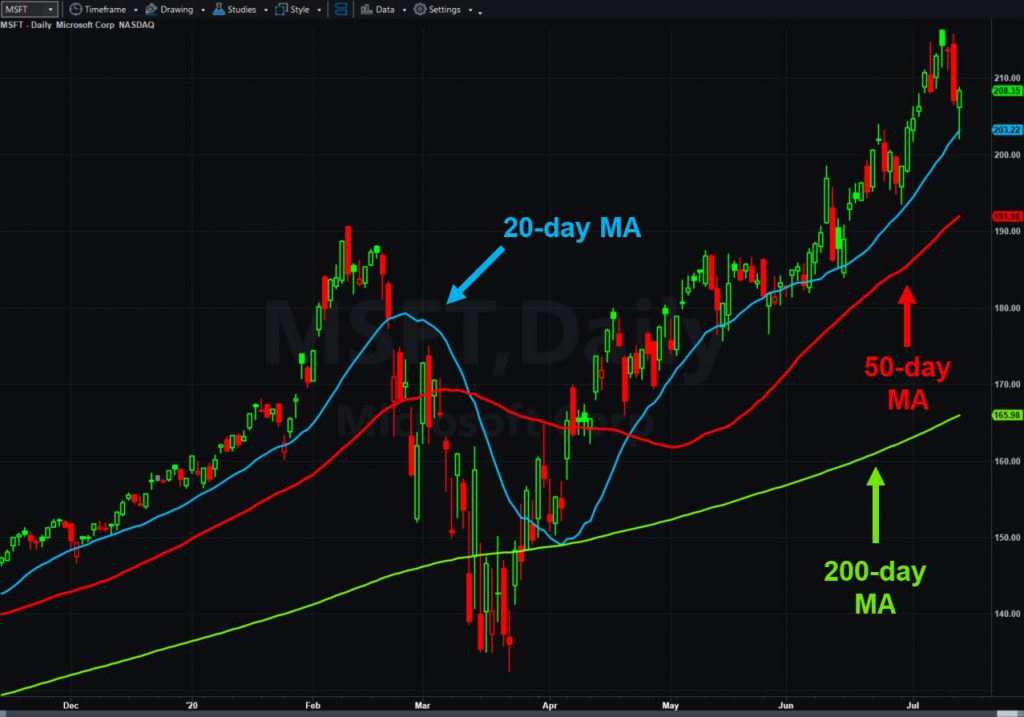 MSFT Timeframe Drawing Studies Style Data Settings
MSFT - Daily Microsoft Corp NASDAQ
210.00
208.35
203.22
200.00
20-day MA
191.96
190.00
MSFT,Daily
180.00
50-day
MA
170.00
Microsoft Corp
165.98
160.00
150.00
200-day
MA
140.00
Dec '20 Feb Mar Apr May Jun Jul